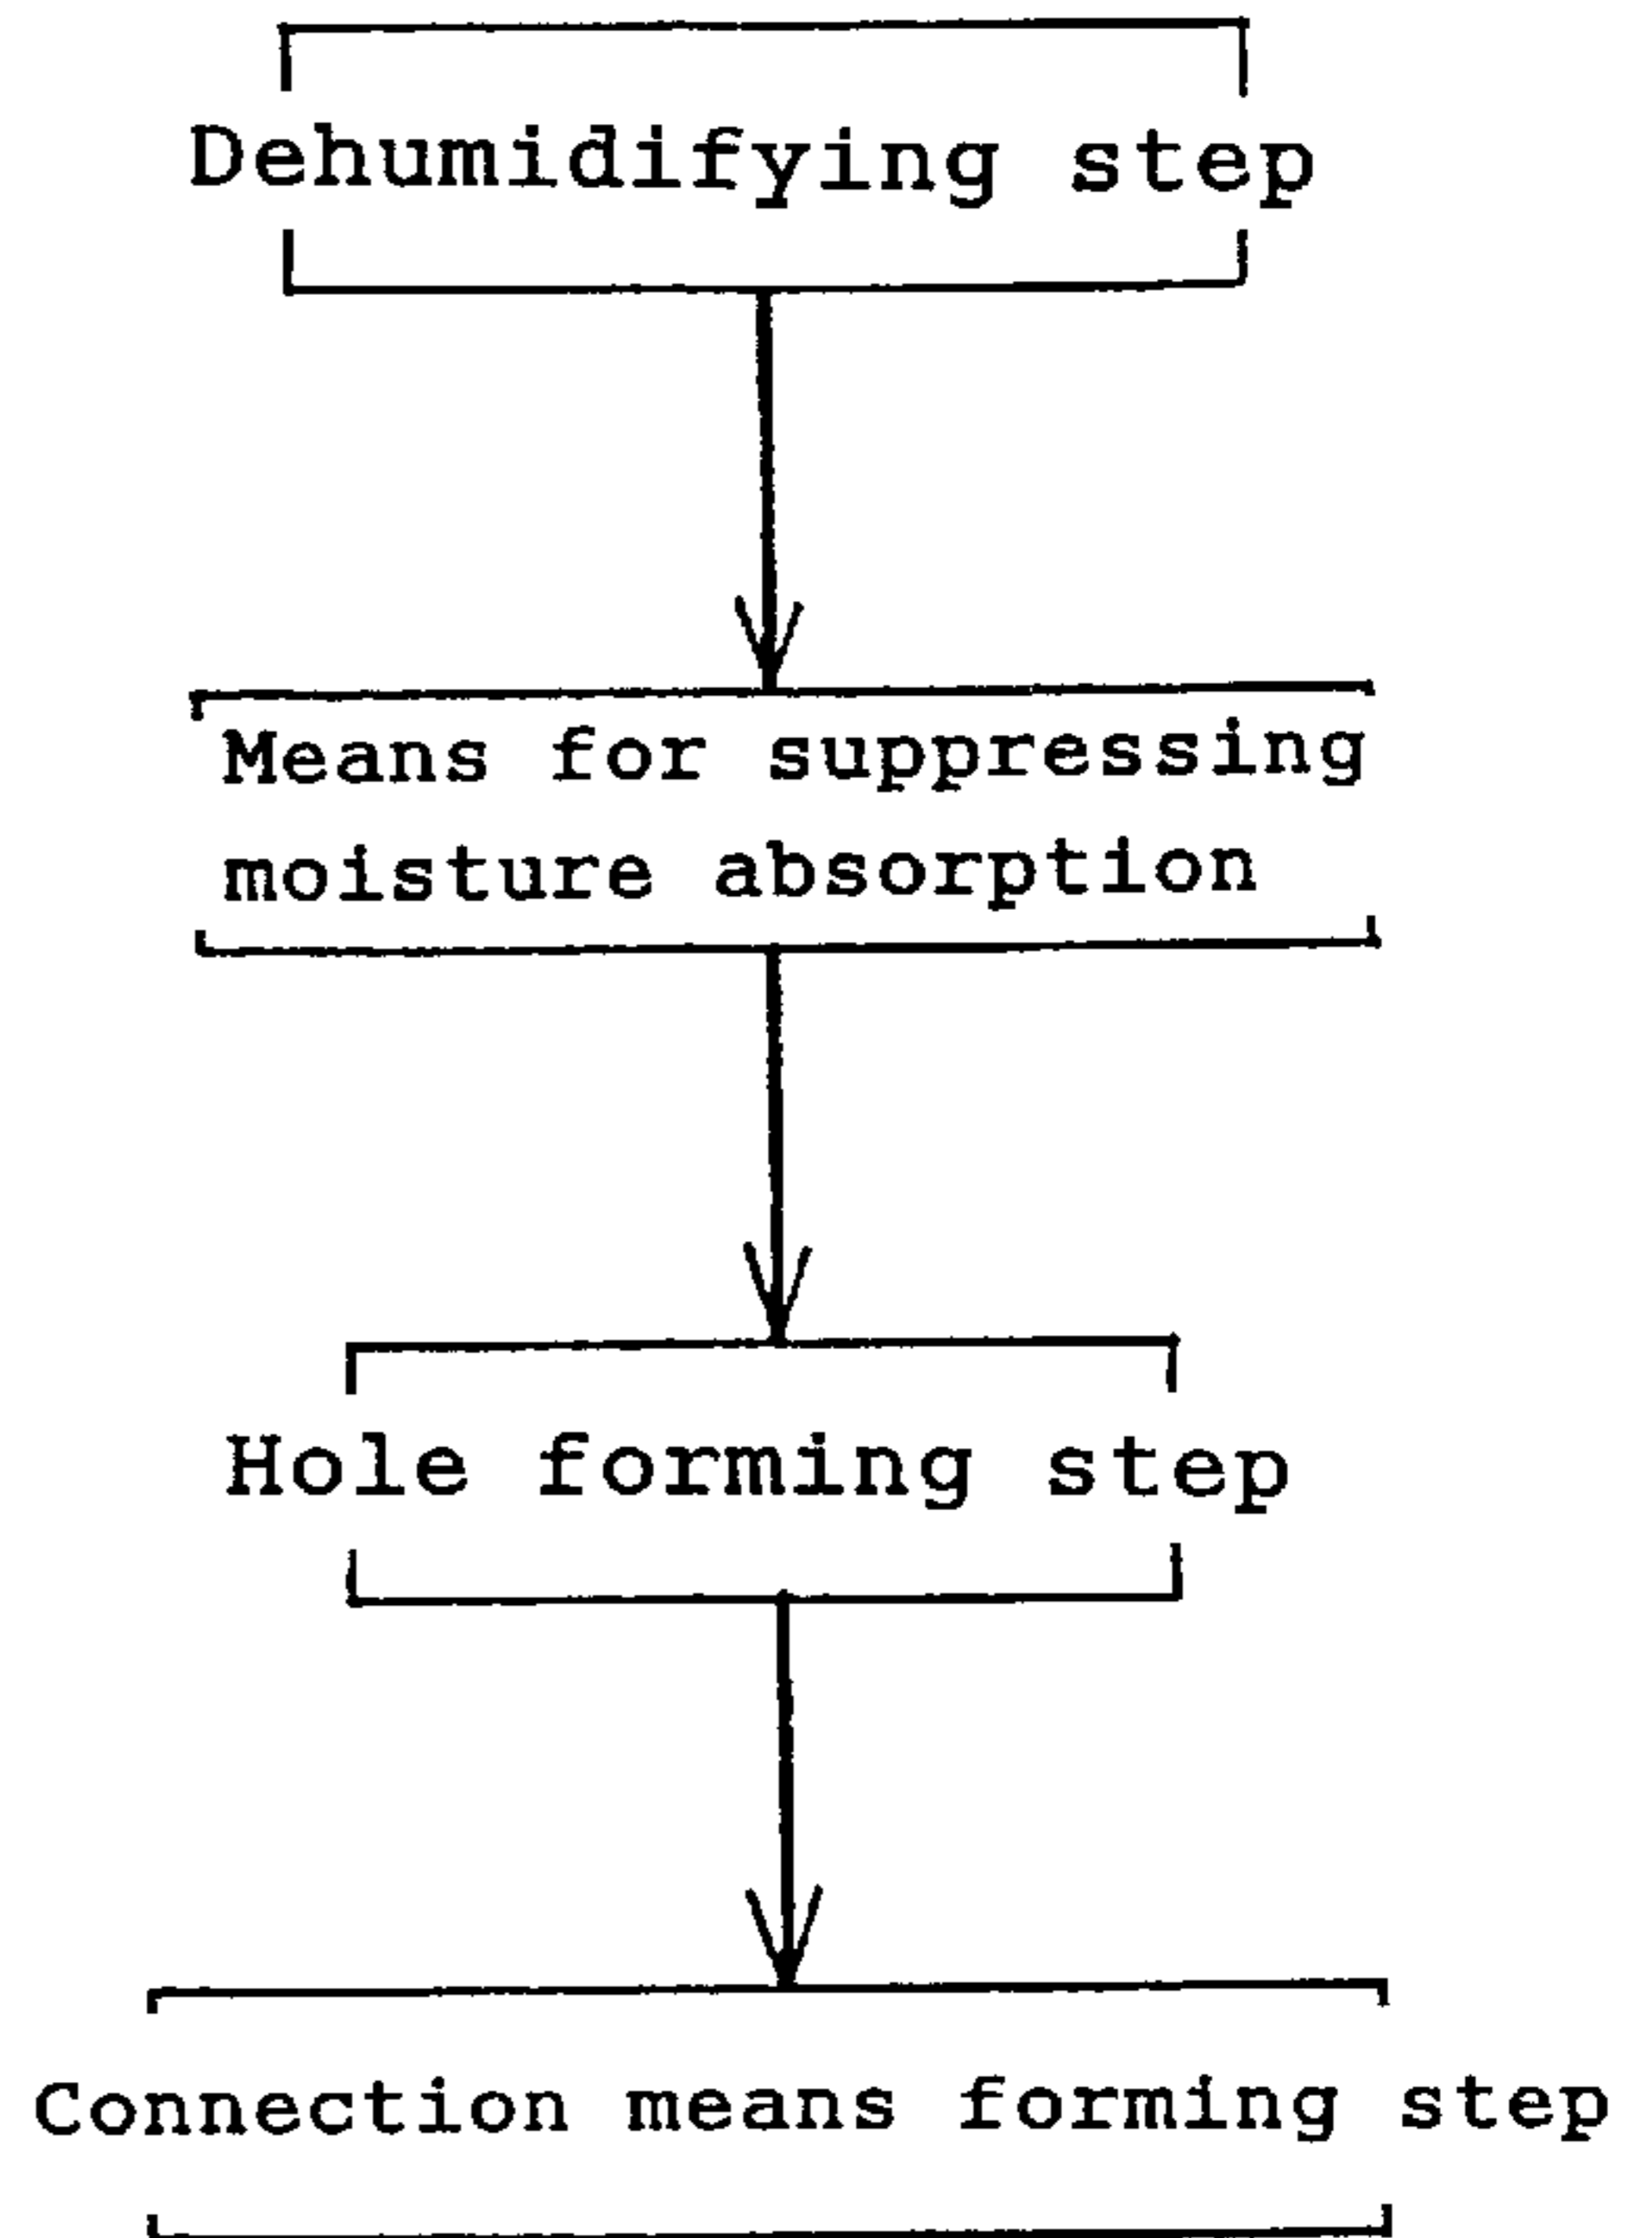 Dehumidifying step
Means for suppressing
moisture absorption
Hole forming step
Connection means forming step